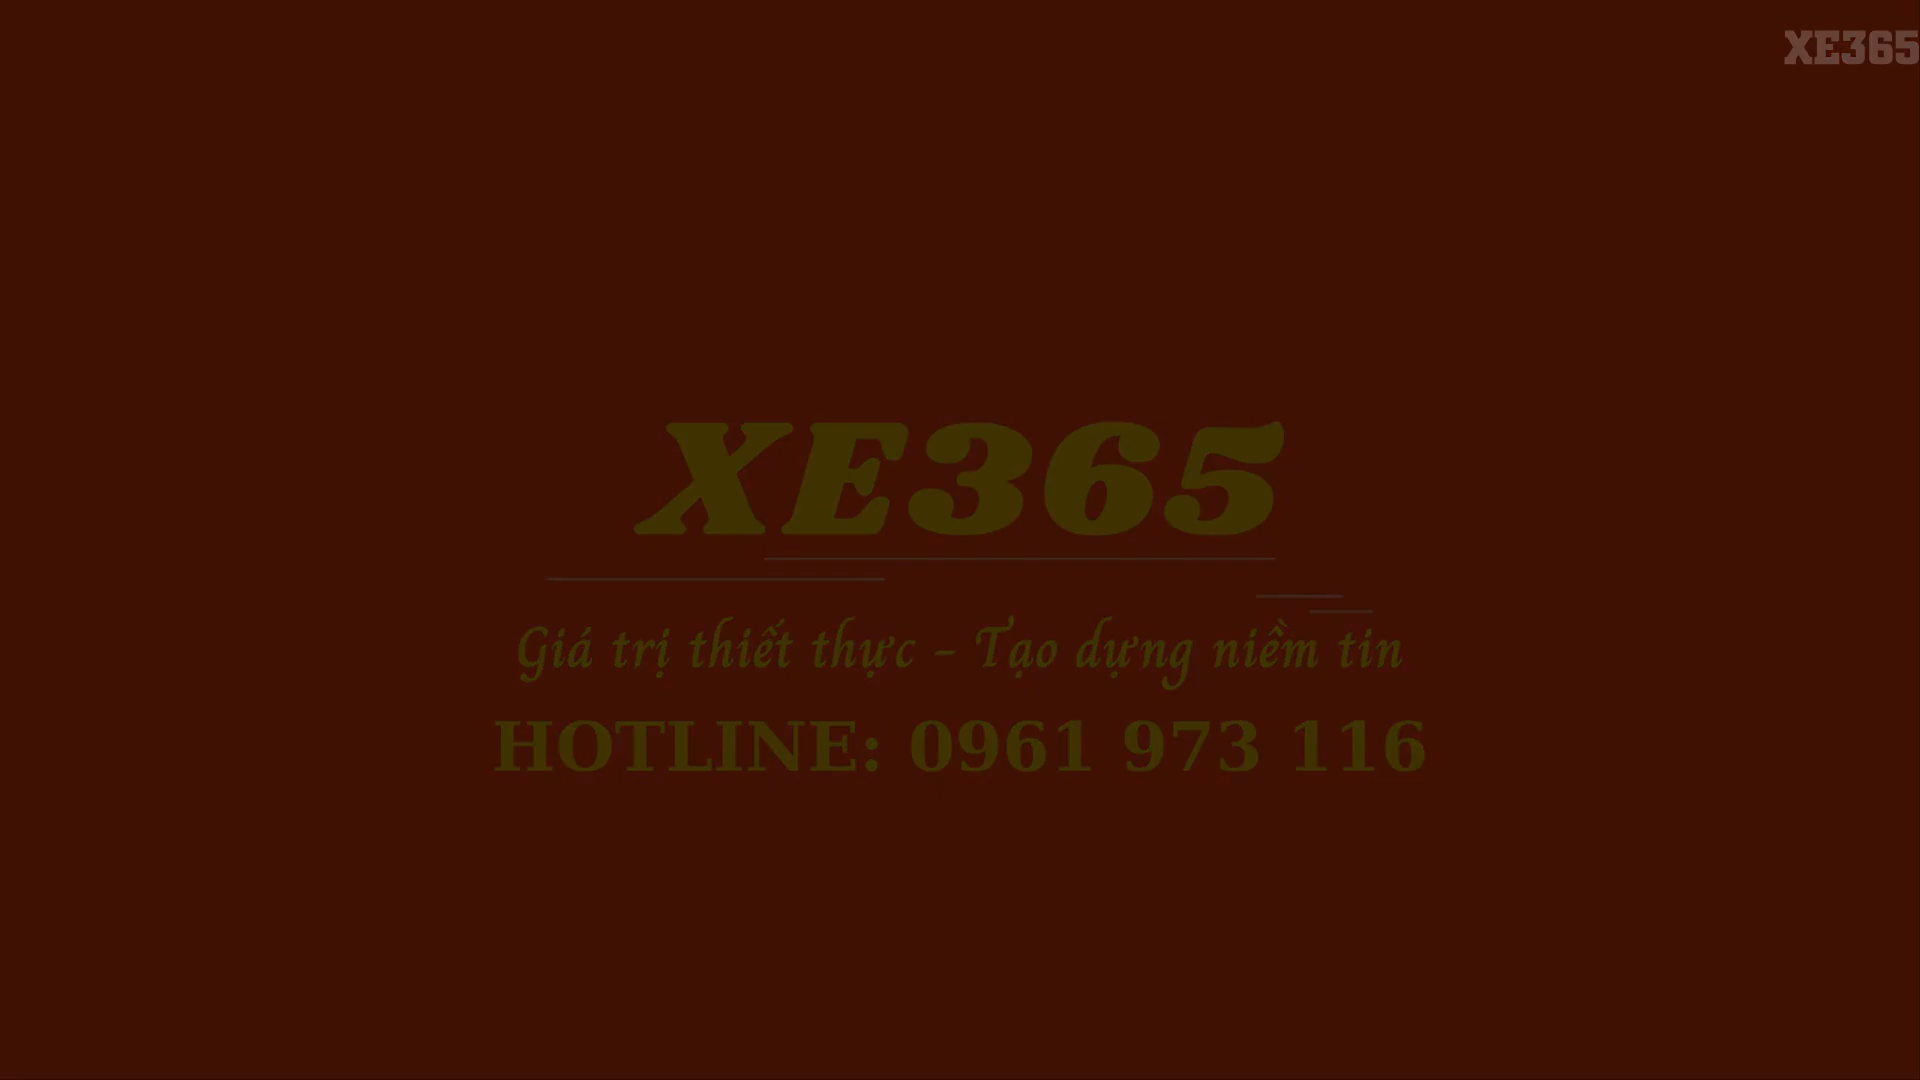 XE365
XE365
Giá trị thiết thực - Tạo dựng niềm tin
HOTLINE: 0961 973 116